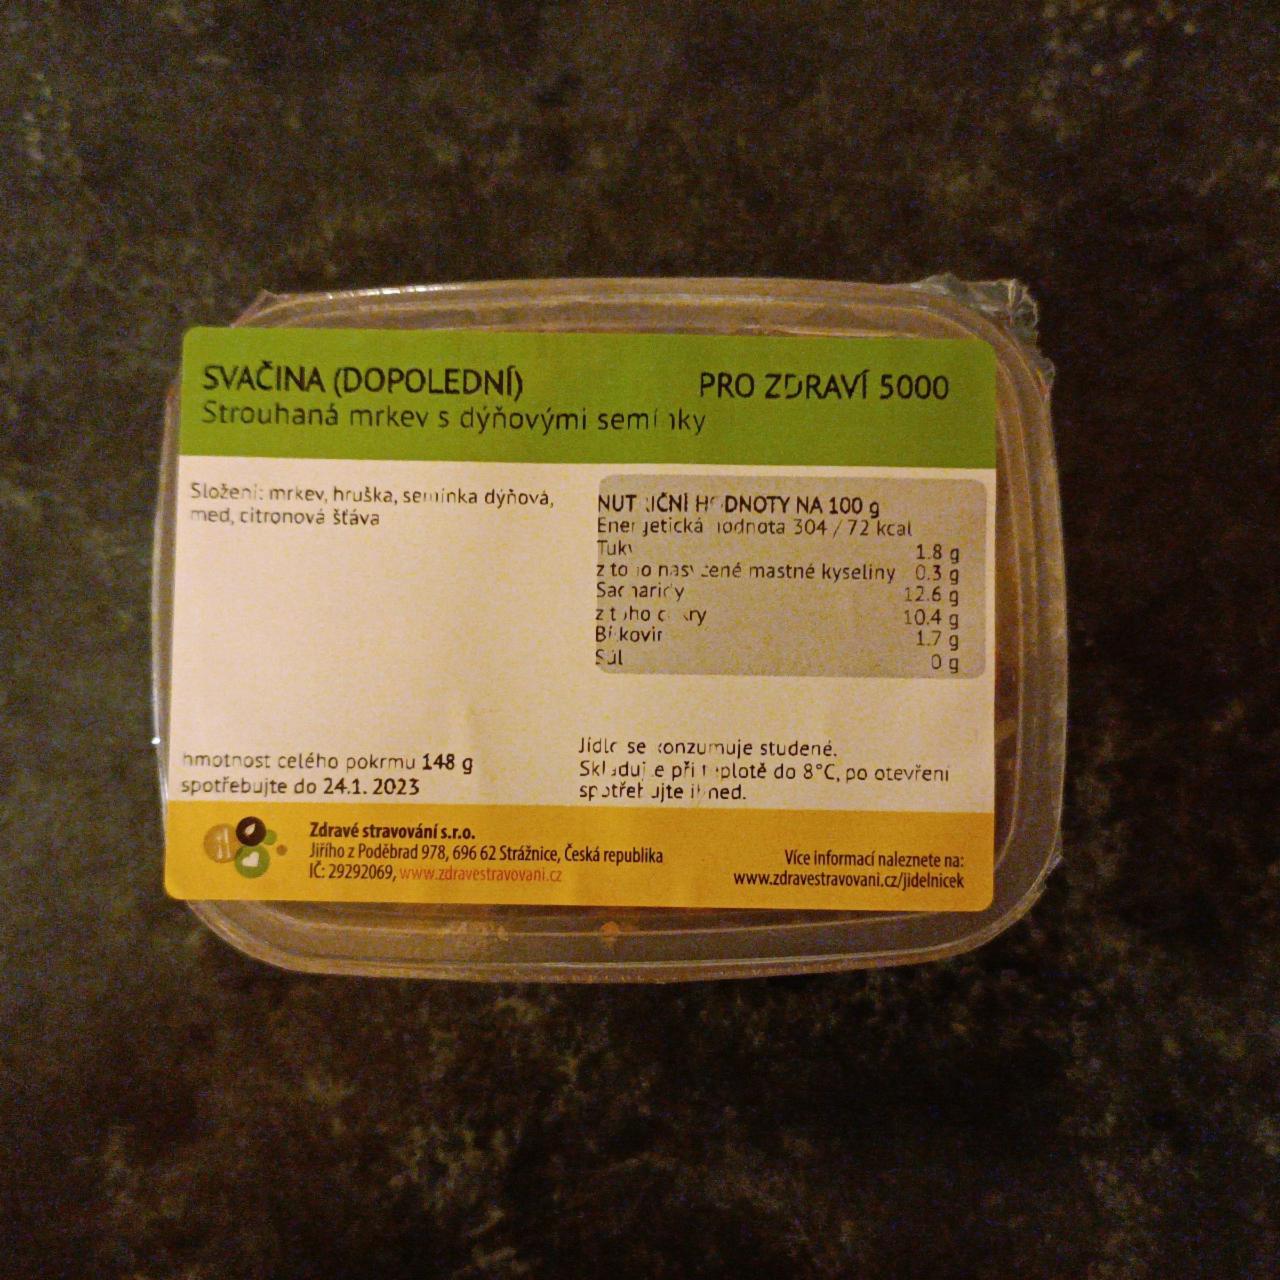 SVAČINA (DOPOLEDNÍ)
PRO ZDRAVÍ 5000
Strouhaná mrkev s dýňovými semínky
Složení: mrkev, hruška, semínka dýňová,
med, citronová šťáva
NUTRIČNÍ HODNOTY NA 100 g
Energetická hodnota 304 / 72 kcal
Tuky 1.8 g
z toho nasycené mastné kyseliny 0.3 g
Sacharidy 12.6 g
z toho cukry 10.4 g
Bílkoviny 1.7 g
Sůl 0 g
hmotnost celého pokrmu 148 g
spotřebujte do 24.1. 2023
Jídlo se konzumuje studené.
Skladujte při teplotě do 8°C, po otevření
spotřebujte ihned.
Zdravé stravování s.r.o.
Jiřího z Poděbrad 978, 696 62 Strážnice, Česká republika
IČ: 29292069, www.zdravestravovani.cz
Více informací naleznete na:
www.zdravestravovani.cz/jidelnicek